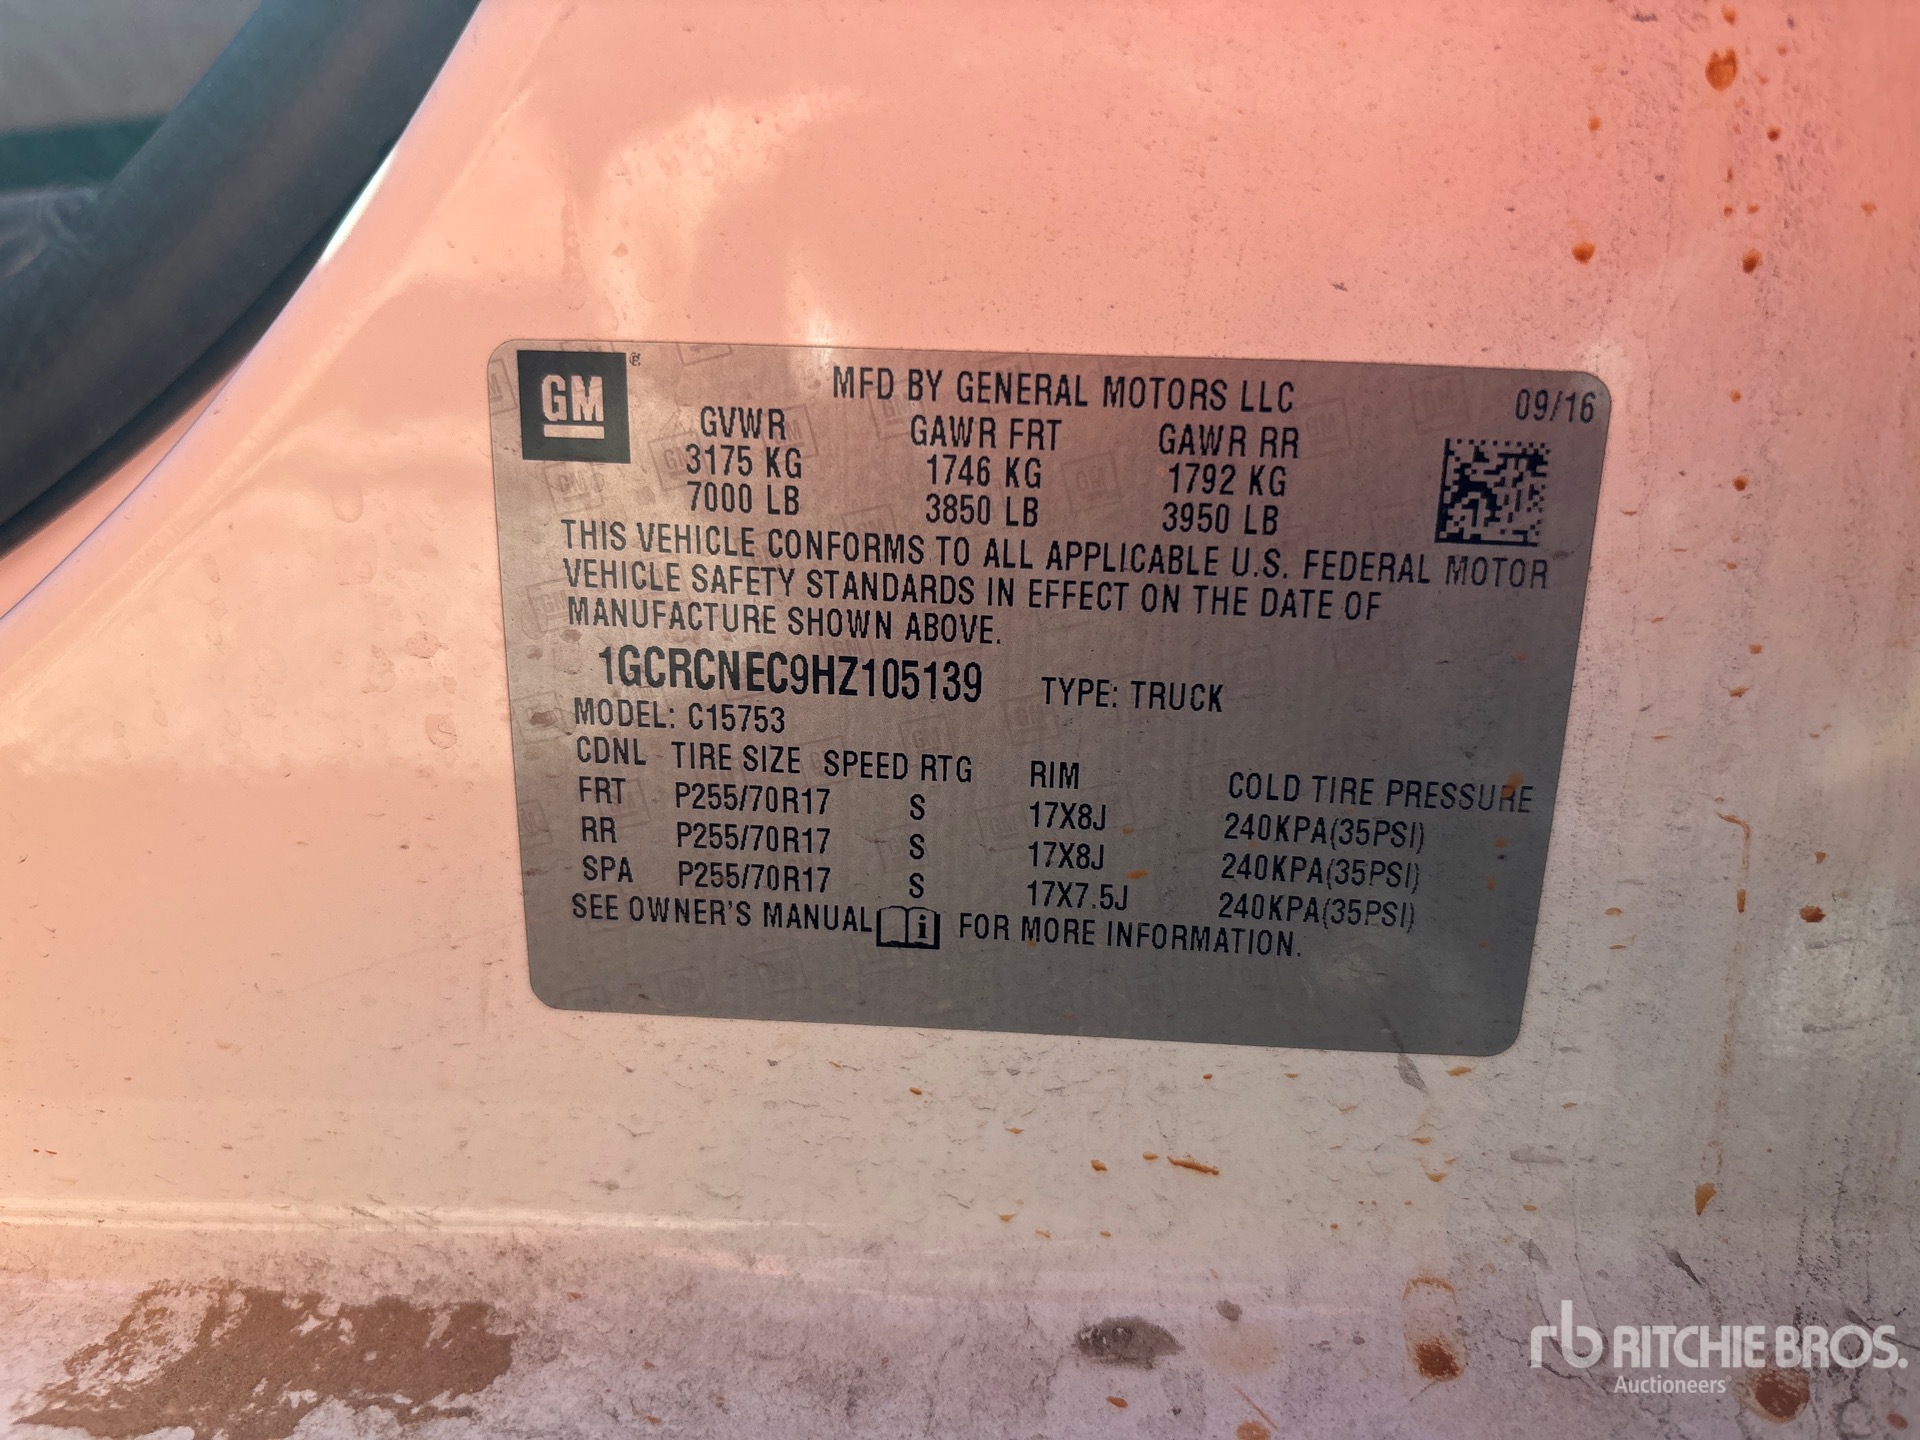 GM
MFD BY GENERAL MOTORS LLC 09/16
GVWR GAWR FRT GAWR RR
3175 KG 1746 KG 1792 KG
7000 LB 3850 LB 3950 LB
THIS VEHICLE CONFORMS TO ALL APPLICABLE U.S. FEDERAL MOTOR
VEHICLE SAFETY STANDARDS IN EFFECT ON THE DATE OF
MANUFACTURE SHOWN ABOVE.
1GCRCNEC9HZ105139 TYPE: TRUCK
MODEL: C15753
CDNL TIRE SIZE SPEED RTG RIM COLD TIRE PRESSURE
FRT P255/70R17 S 17X8J 240KPA(35PSI)
RR P255/70R17 S 17X8J 240KPA(35PSI)
SPA P255/70R17 S 17X7.5J 240KPA(35PSI)
SEE OWNER'S MANUAL i FOR MORE INFORMATION.
rb RITCHIE BROS.
Auctioneers